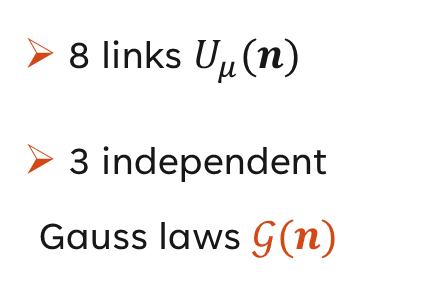 ➢ 8 links U_μ(n)
➢ 3 independent
Gauss laws 𝒢(n)